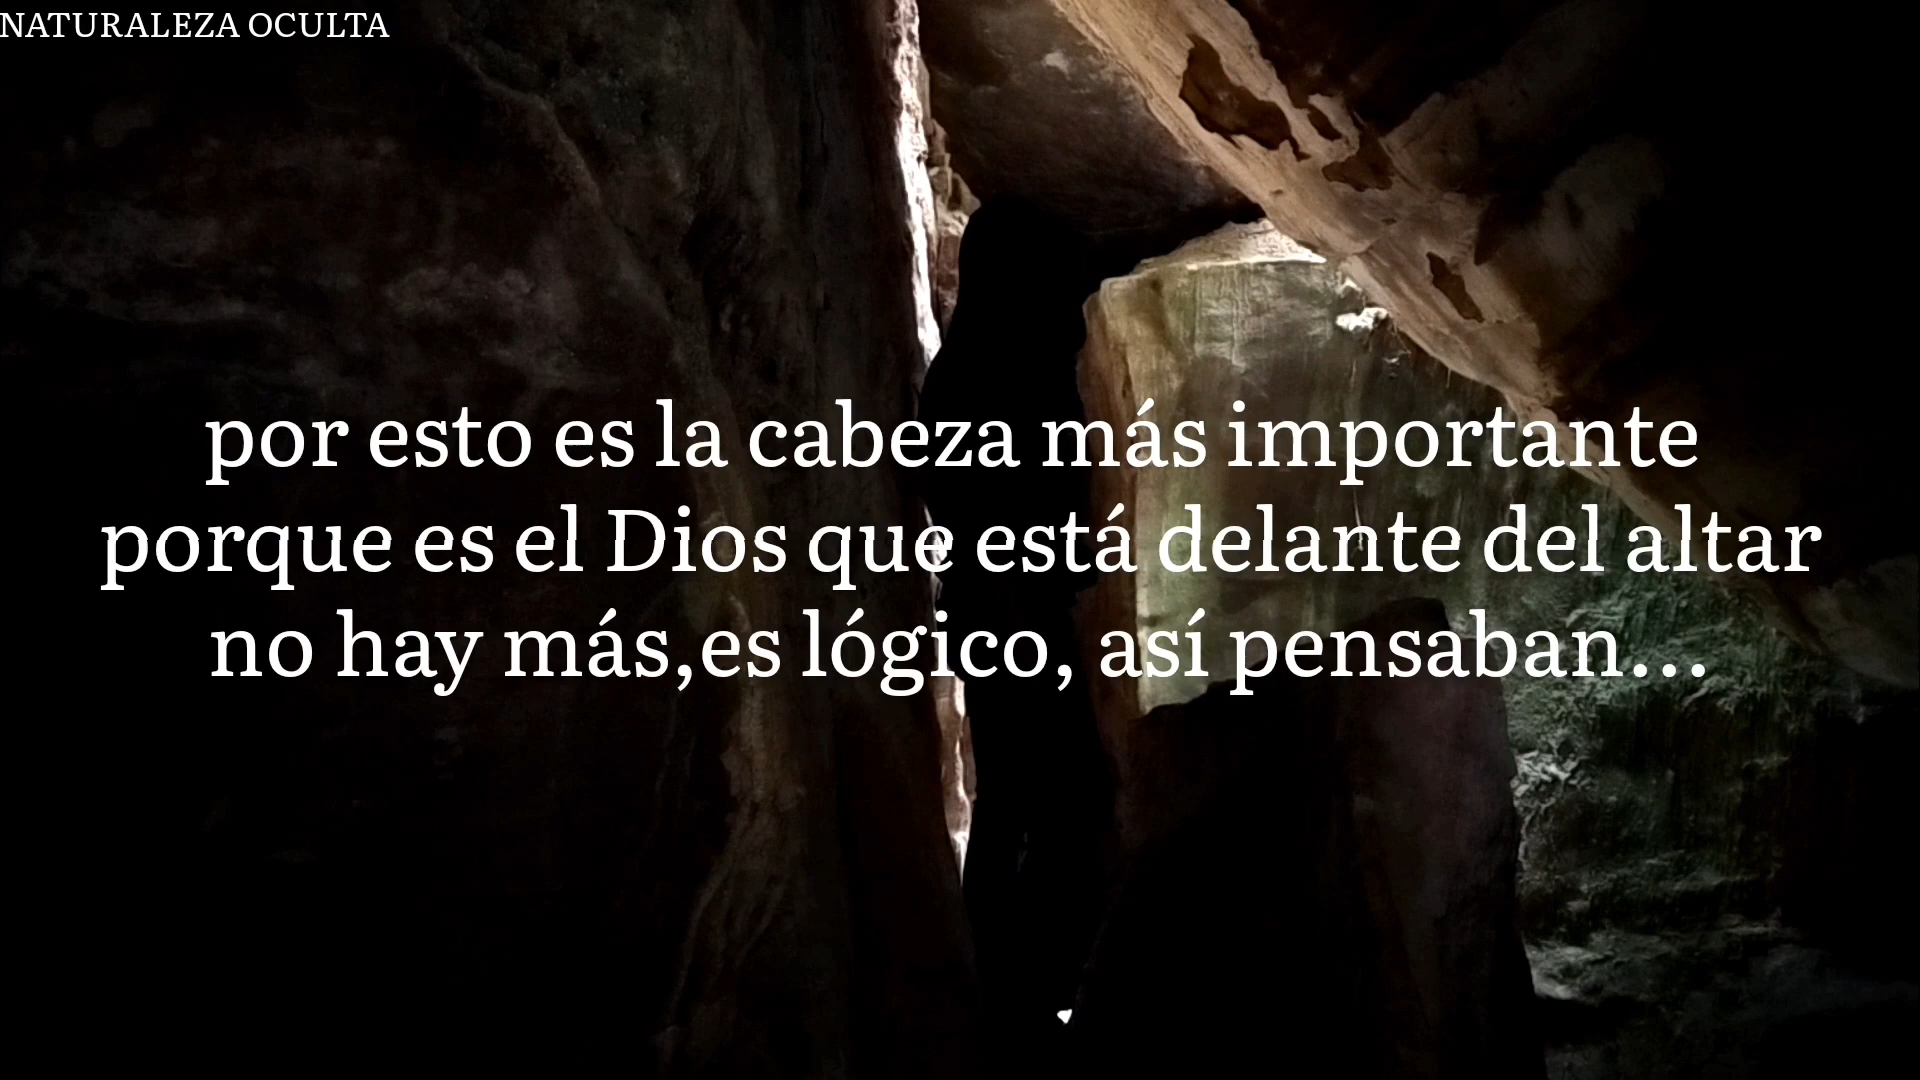 NATURALEZA OCULTA
por esto es la cabeza más importante
porque es el Dios que está delante del altar
no hay más,es lógico, así pensaban...